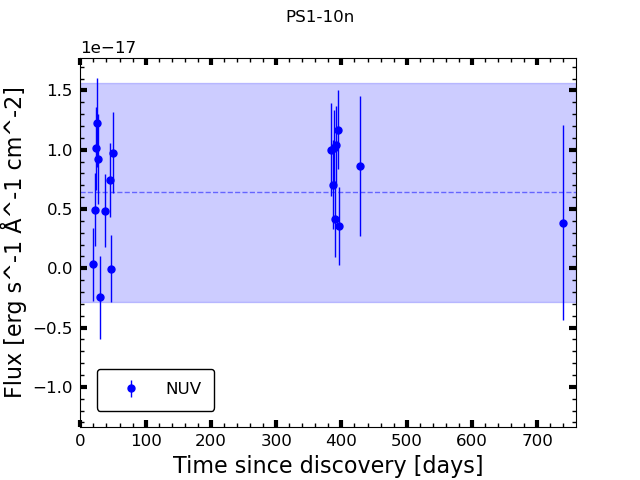 PS1-10n
1e−17
1.5
1.0
0.5
0.0
−0.5
−1.0
Flux [erg s^-1 Å^-1 cm^-2]
NUV
0 100 200 300 400 500 600 700
Time since discovery [days]